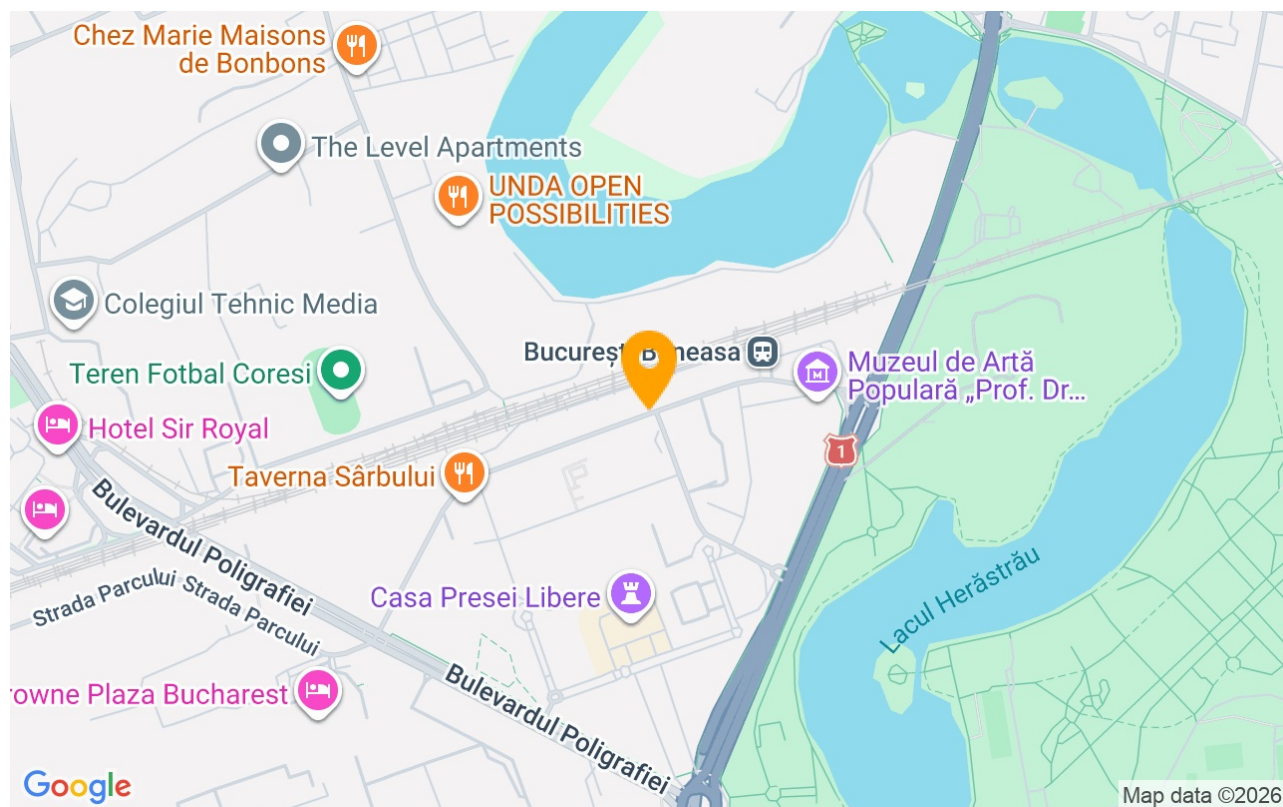 Chez Marie Maisons
de Bonbons
The Level Apartments
UNDA OPEN
POSSIBILITIES
Colegiul Tehnic Media
București
Muzeul de Artă
Populară „Prof. Dr...
Teren Fotbal Coresi
Hotel Sir Royal
1
Taverna Sârbului
Bulevardul Poligrafiei
Lacul Herăstrău
Casa Presei Libere
Strada Parcului
Strada Parcului
rowne Plaza Bucharest
Bulevardul Poligrafiei
Google
Map data ©2026